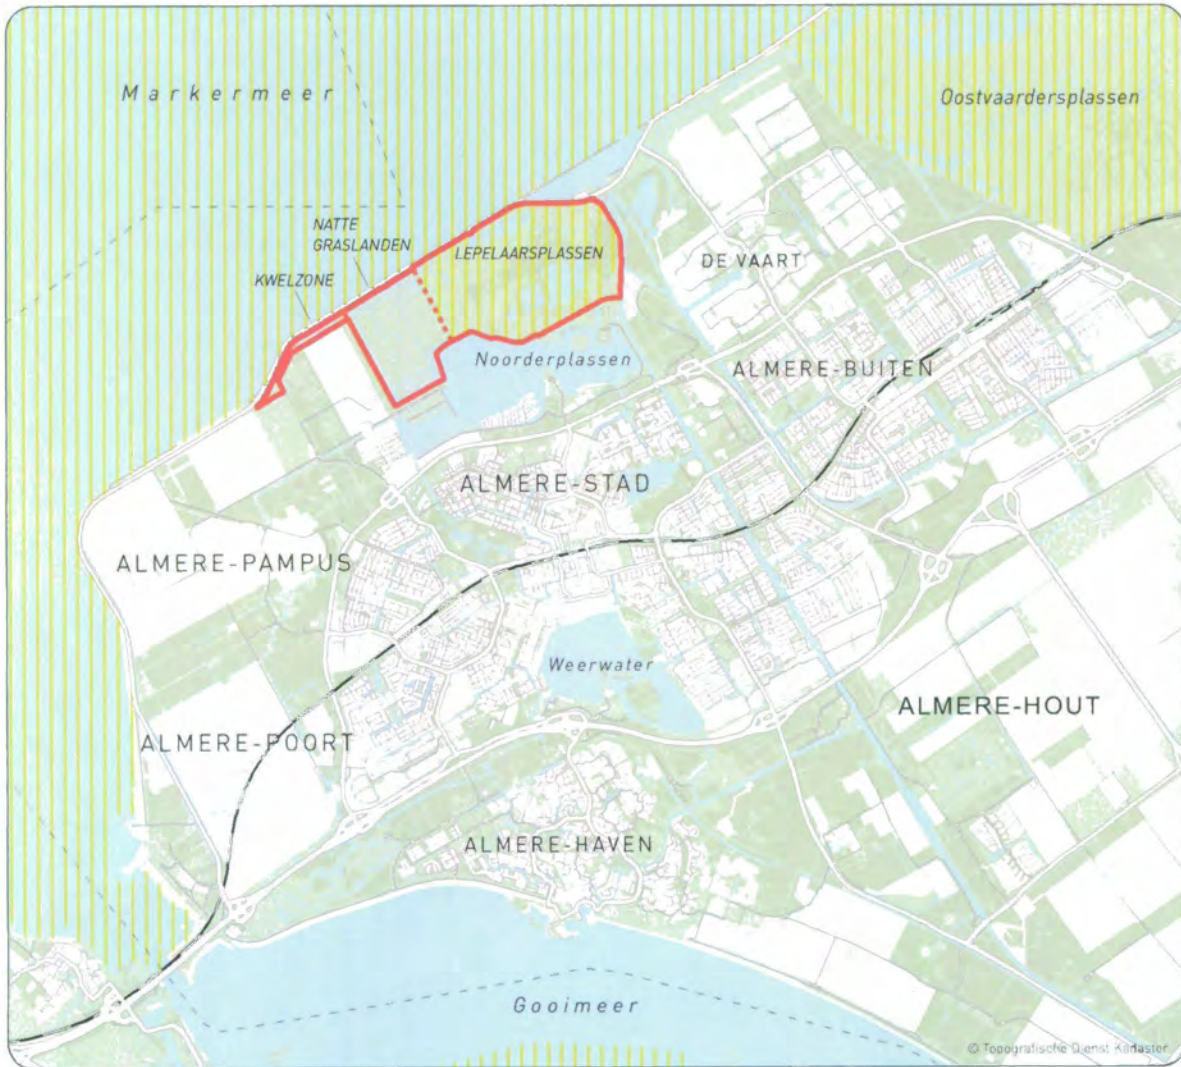 Markermeer
Oostvaardersplassen
NATTE
GRASLANDEN
LEPELAARSPLASSEN
DE VAART
KWELZONE
Noorderplassen
ALMERE-BUITEN
ALMERE-STAD
ALMERE-PAMPUS
Weerwater
ALMERE-HOUT
ALMERE-POORT
ALMERE-HAVEN
Gooimeer
© Topografische Dienst Kadaster